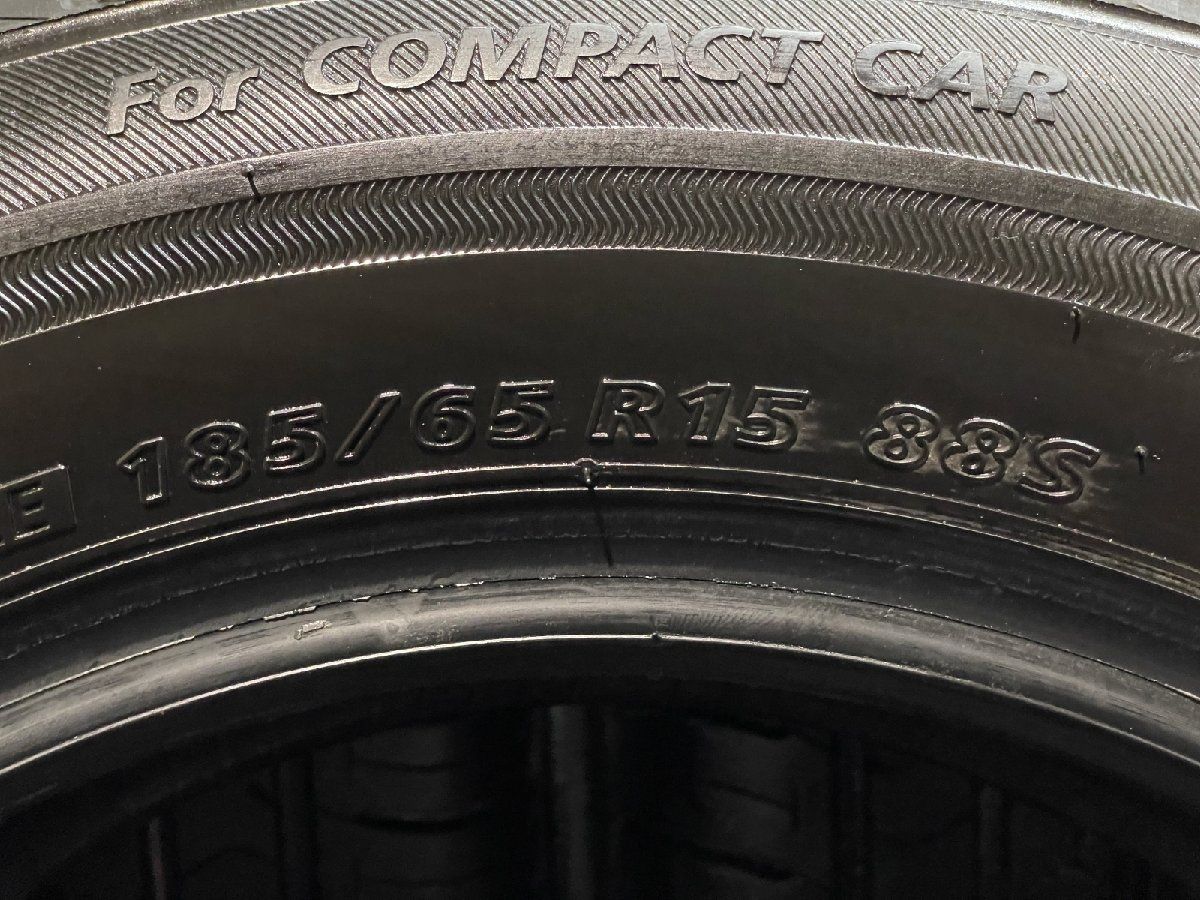 For COMPACT CAR
E 185/65 R15 88S